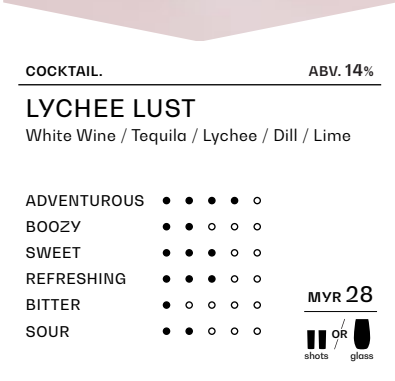 COCKTAIL. ABV. 14%
LYCHEE LUST
White Wine / Tequila / Lychee / Dill / Lime
ADVENTUROUS
BOOZY
SWEET
REFRESHING
BITTER
SOUR
MYR 28
OR
shots glass